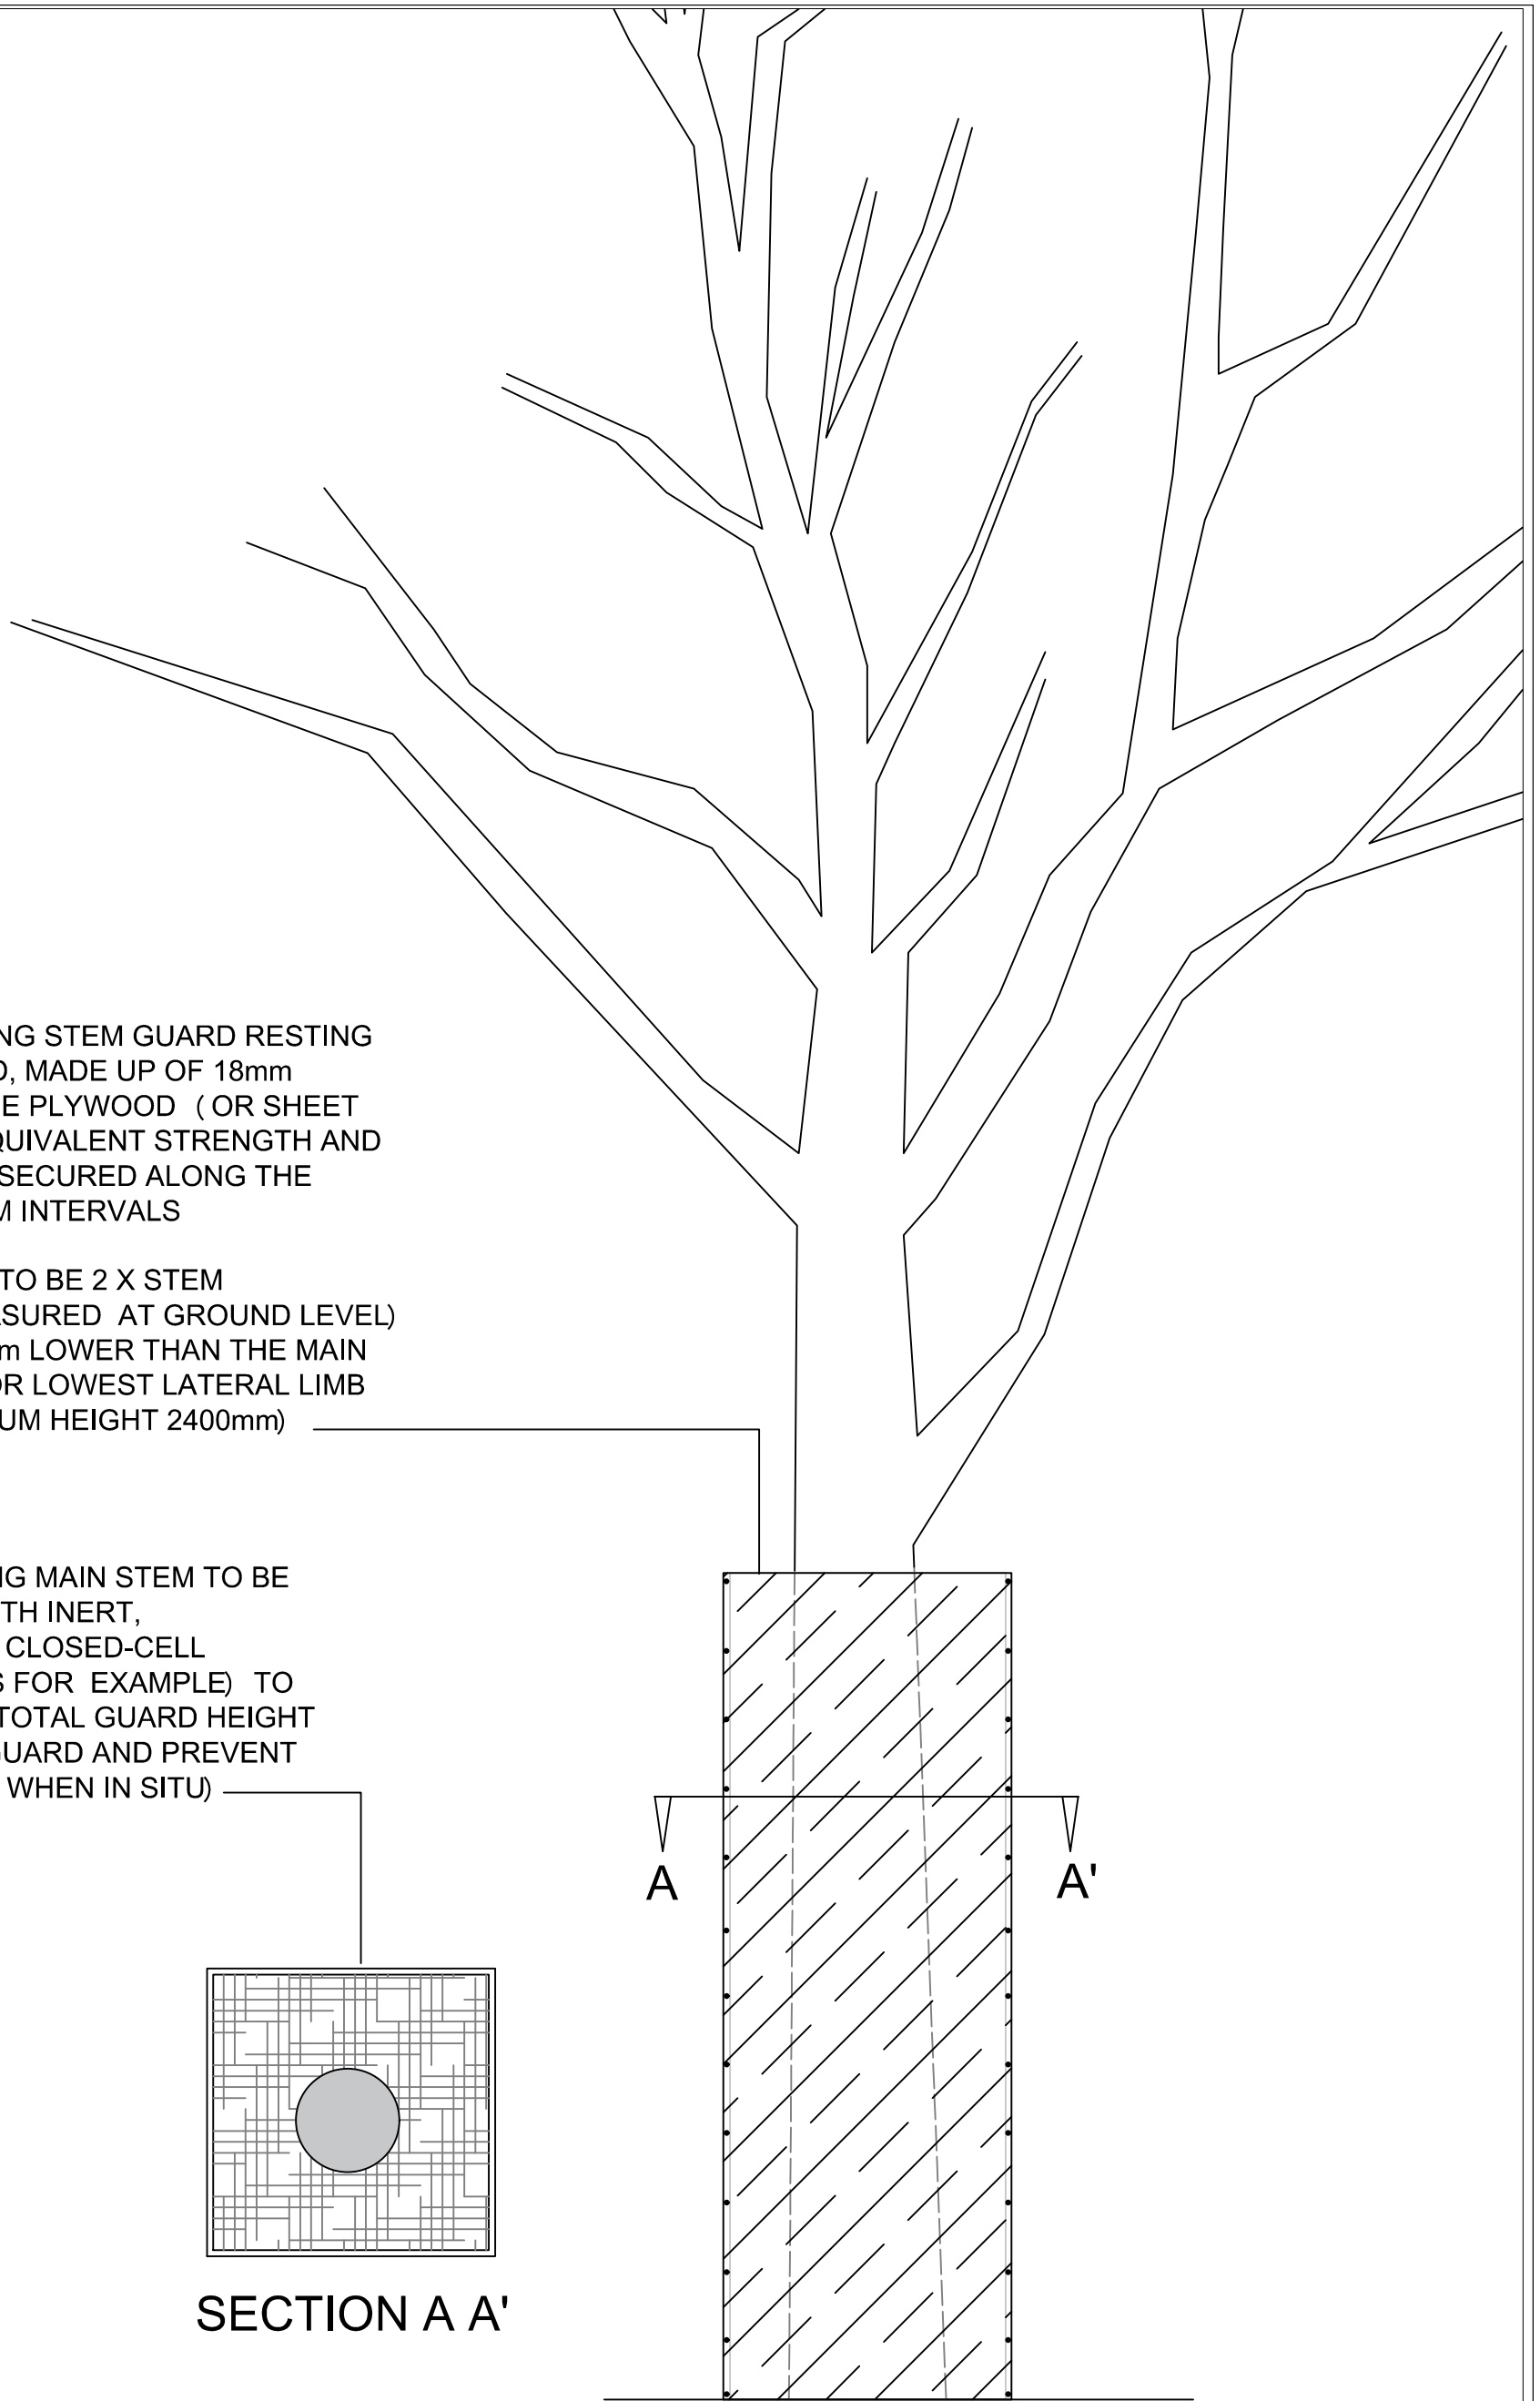 NG STEM GUARD RESTING
D, MADE UP OF 18mm
E PLYWOOD ( OR SHEET
QUIVALENT STRENGTH AND
SECURED ALONG THE
M INTERVALS
TO BE 2 X STEM
ASURED AT GROUND LEVEL)
m LOWER THAN THE MAIN
OR LOWEST LATERAL LIMB
UM HEIGHT 2400mm)
NG MAIN STEM TO BE
TH INERT,
CLOSED-CELL
S FOR EXAMPLE) TO
TOTAL GUARD HEIGHT
GUARD AND PREVENT
WHEN IN SITU)
A
A'
SECTION A A'